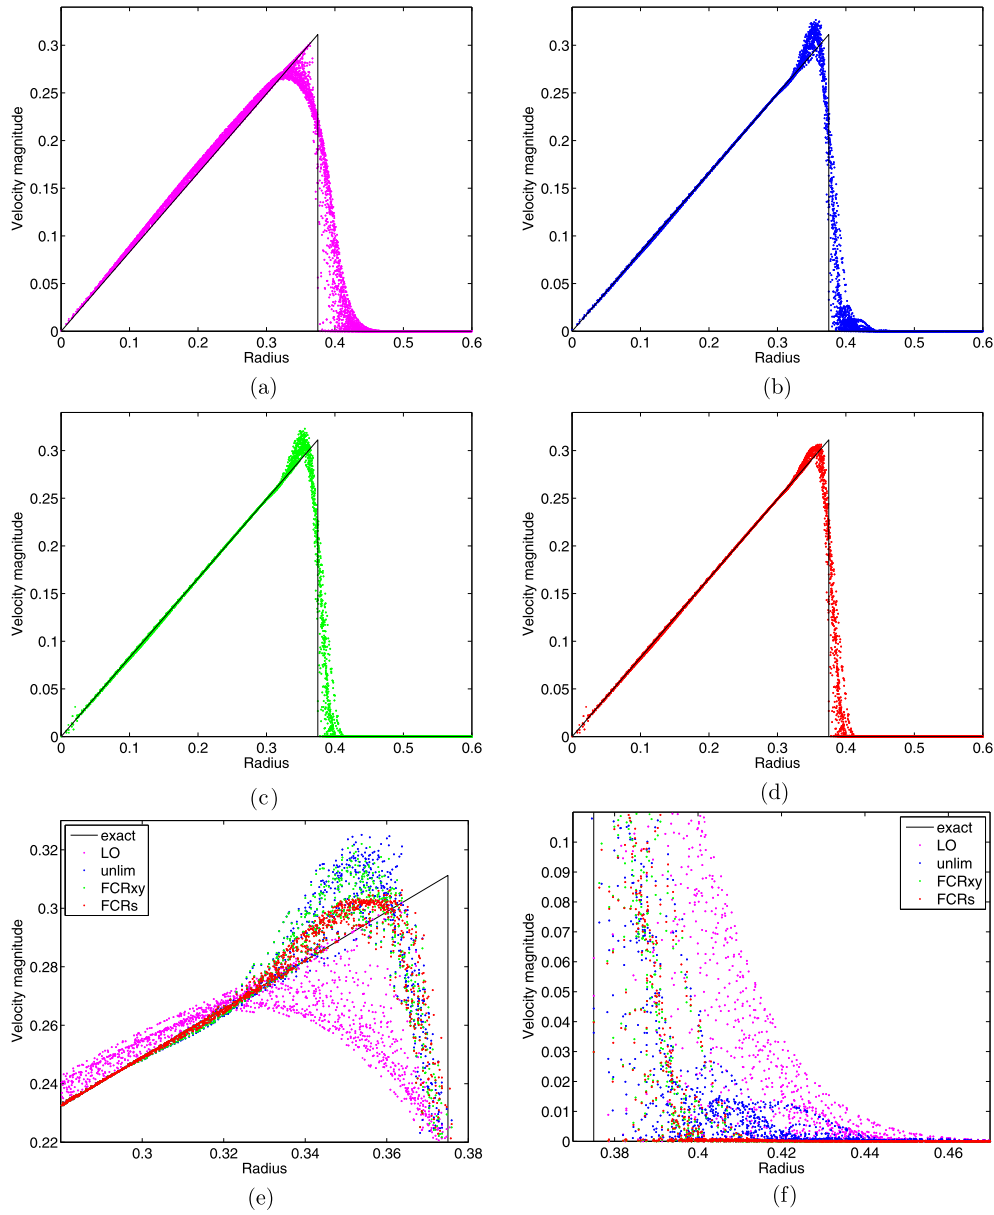 0.3
0.25
0.2
0.15
0.1
0.05
0
Velocity magnitude
0 0.1 0.2 0.3 0.4 0.5 0.6
Radius
(a)
0.3
0.25
0.2
0.15
0.1
0.05
0
Velocity magnitude
0 0.1 0.2 0.3 0.4 0.5 0.6
Radius
(b)
0.3
0.25
0.2
0.15
0.1
0.05
0
Velocity magnitude
0 0.1 0.2 0.3 0.4 0.5 0.6
Radius
(c)
0.3
0.25
0.2
0.15
0.1
0.05
0
Velocity magnitude
0 0.1 0.2 0.3 0.4 0.5 0.6
Radius
(d)
exact
LO
unlim
FCRxy
FCRs
0.32
0.3
0.28
0.26
0.24
0.22
Velocity magnitude
0.3 0.32 0.34 0.36 0.38
Radius
(e)
exact
LO
unlim
FCRxy
FCRs
0.1
0.09
0.08
0.07
0.06
0.05
0.04
0.03
0.02
0.01
0
Velocity magnitude
0.38 0.4 0.42 0.44 0.46
Radius
(f)